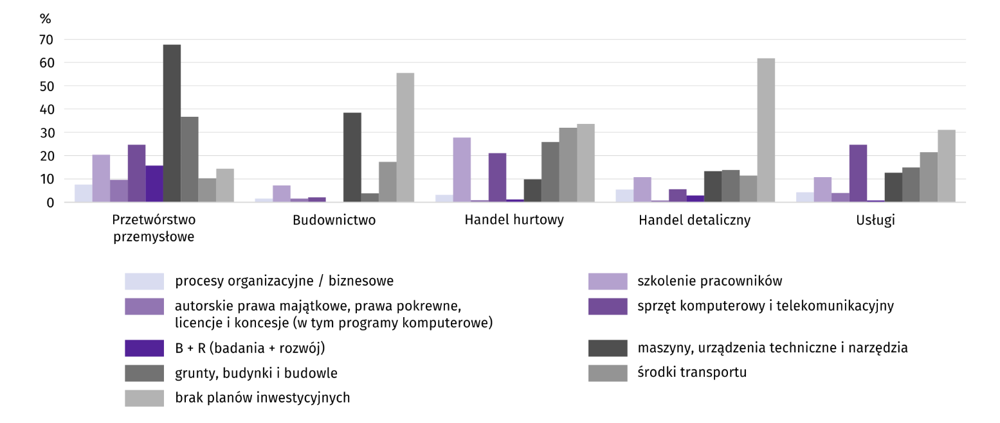 %
70
60
50
40
30
20
10
0
Przetwórstwo
przemysłowe
Budownictwo
Handel hurtowy
Handel detaliczny
Usługi
procesy organizacyjne / biznesowe
szkolenie pracowników
autorskie prawa majątkowe, prawa pokrewne,
licencje i koncesje (w tym programy komputerowe)
sprzęt komputerowy i telekomunikacyjny
B + R (badania + rozwój)
maszyny, urządzenia techniczne i narzędzia
grunty, budynki i budowle
środki transportu
brak planów inwestycyjnych